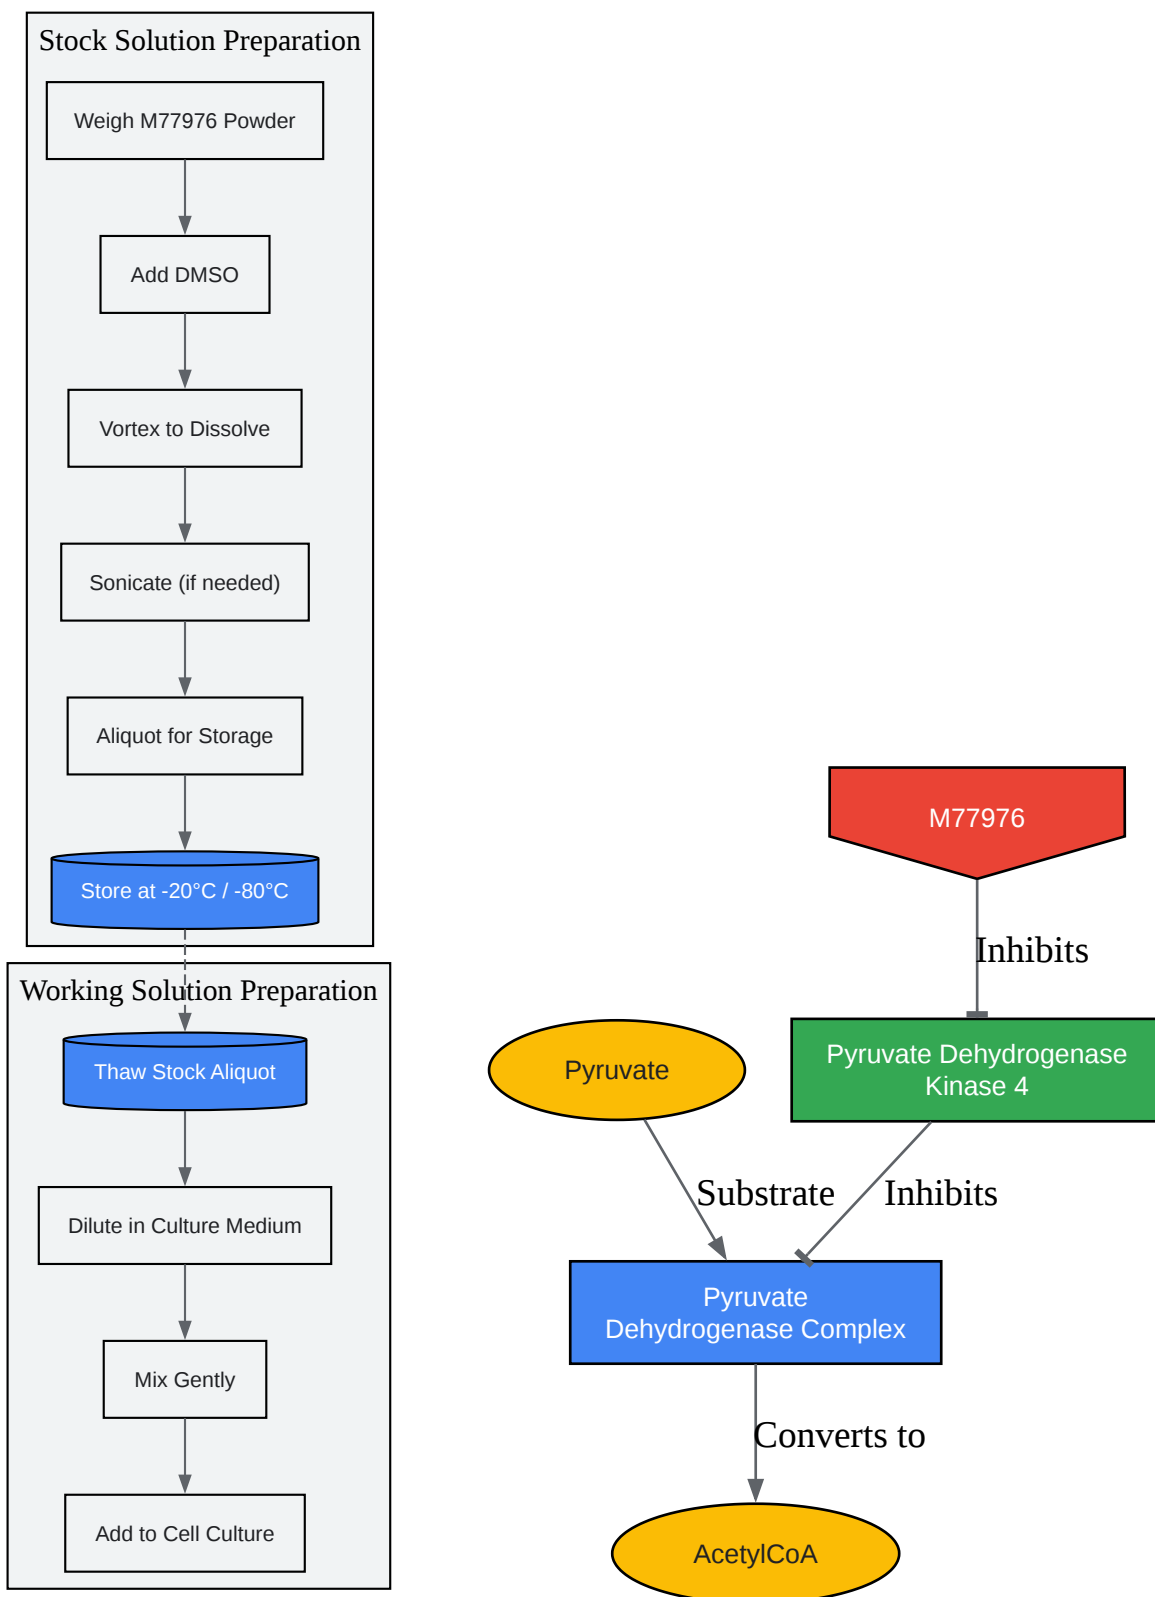 Stock Solution Preparation
Weigh M77976 Powder
Add DMSO
Vortex to Dissolve
Sonicate (if needed)
Aliquot for Storage
Store at -20°C / -80°C
Working Solution Preparation
Thaw Stock Aliquot
Dilute in Culture Medium
Mix Gently
Add to Cell Culture
M77976
Inhibits
Pyruvate
Pyruvate Dehydrogenase
Kinase 4
Substrate
Inhibits
Pyruvate
Dehydrogenase Complex
Converts to
AcetylCoA